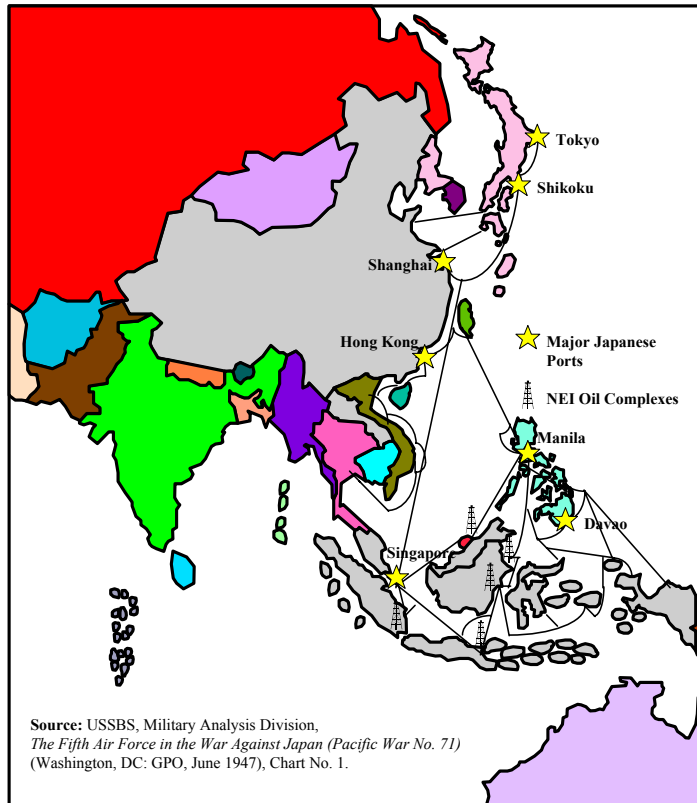 Tokyo
Shikoku
Shanghai
Hong Kong
Major Japanese
Ports
NEI Oil Complexes
Manila
Davao
Singapore
Source: USSBS, Military Analysis Division,
The Fifth Air Force in the War Against Japan (Pacific War No. 71)
(Washington, DC: GPO, June 1947), Chart No. 1.